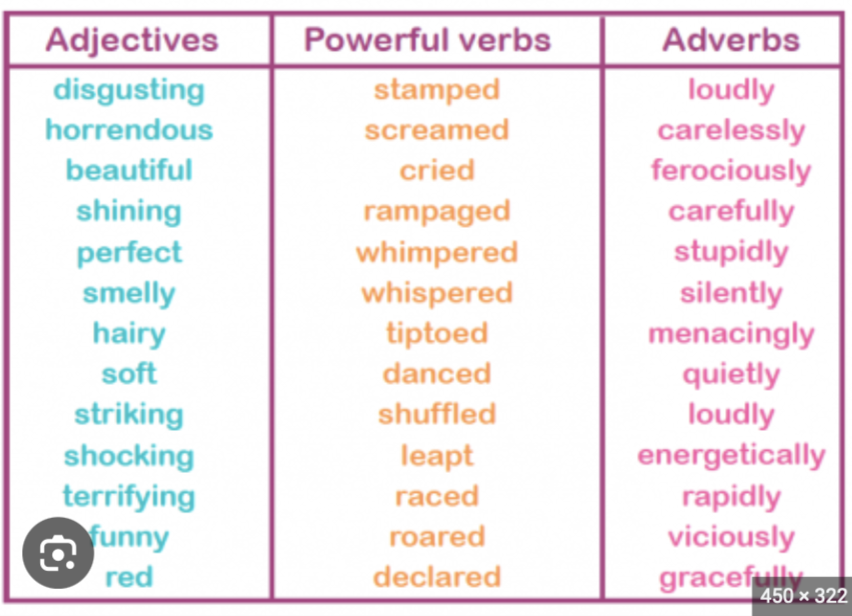 Adjectives Powerful verbs Adverbs
disgusting stamped loudly
horrendous screamed carelessly
beautiful cried ferociously
shining rampaged carefully
perfect whimpered stupidly
smelly whispered silently
hairy tiptoed menacingly
soft danced quietly
striking shuffled loudly
shocking leapt energetically
terrifying raced rapidly
funny roared viciously
red declared gracefully
450 × 322